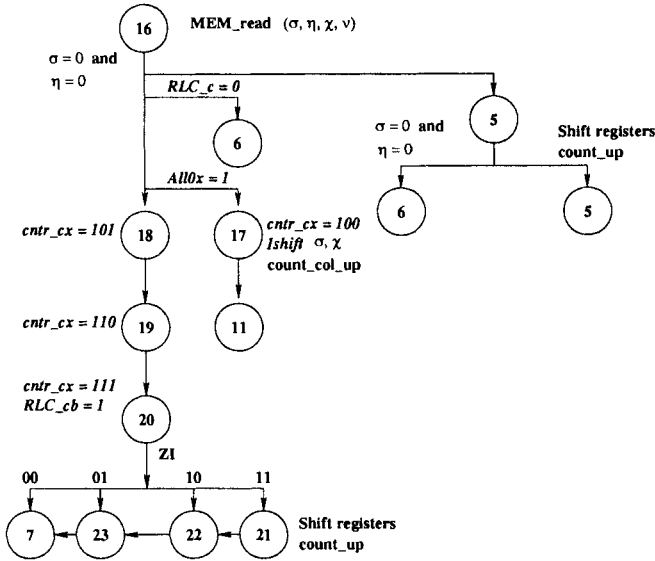 16
MEM_read (σ, η, χ, ν)
σ = 0 and
η = 0
RLC_c = 0
5
σ = 0 and
η = 0
Shift registers
count_up
6
All0x = 1
6
5
cntr_cx = 101
18
17
cntr_cx = 100
1shift σ, χ
count_col_up
cntr_cx = 110
19
11
cntr_cx = 111
RLC_cb = 1
20
ZI
00 01 10 11
7 23 22 21
Shift registers
count_up